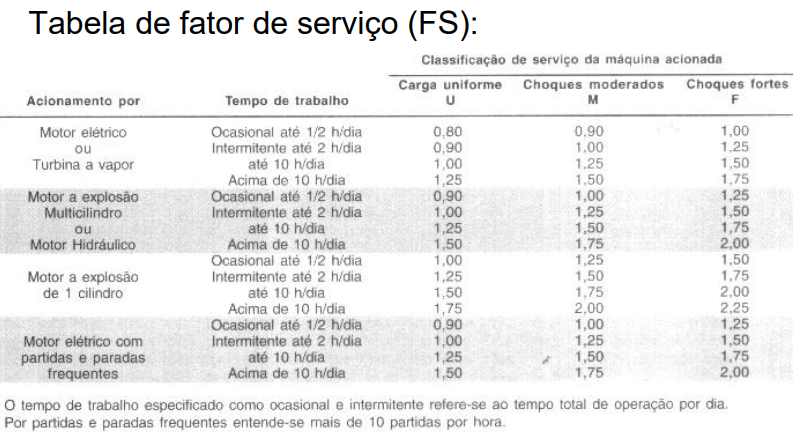 Tabela de fator de serviço (FS):
Classificação de serviço da máquina acionada
Carga uniforme Choques moderados Choques fortes
Acionamento por Tempo de trabalho U M F
Motor elétrico Ocasional até 1/2 h/dia 0,80 0,90 1,00
ou Intermitente até 2 h/dia 0,90 1,00 1,25
Turbina a vapor até 10 h/dia 1,00 1,25 1,50
Acima de 10 h/dia 1,25 1,50 1,75
Motor a explosão Ocasional até 1/2 h/dia 0,90 1,00 1,25
Multicilindro Intermitente até 2 h/dia 1,00 1,25 1,50
ou até 10 h/dia 1,25 1,50 1,75
Motor Hidráulico Acima de 10 h/dia 1,50 1,75 2,00
Ocasional até 1/2 h/dia 1,00 1,25 1,50
Motor a explosão Intermitente até 2 h/dia 1,25 1,50 1,75
de 1 cilindro até 10 h/dia 1,50 1,75 2,00
Acima de 10 h/dia 1,75 2,00 2,25
Ocasional até 1/2 h/dia 0,90 1,00 1,25
Motor elétrico com Intermitente até 2 h/dia 1,00 1,25 1,50
partidas e paradas até 10 h/dia 1,25 1,50 1,75
frequentes Acima de 10 h/dia 1,50 1,75 2,00
O tempo de trabalho especificado como ocasional e intermitente refere-se ao tempo total de operação por dia.
Por partidas e paradas frequentes entende-se mais de 10 partidas por hora.